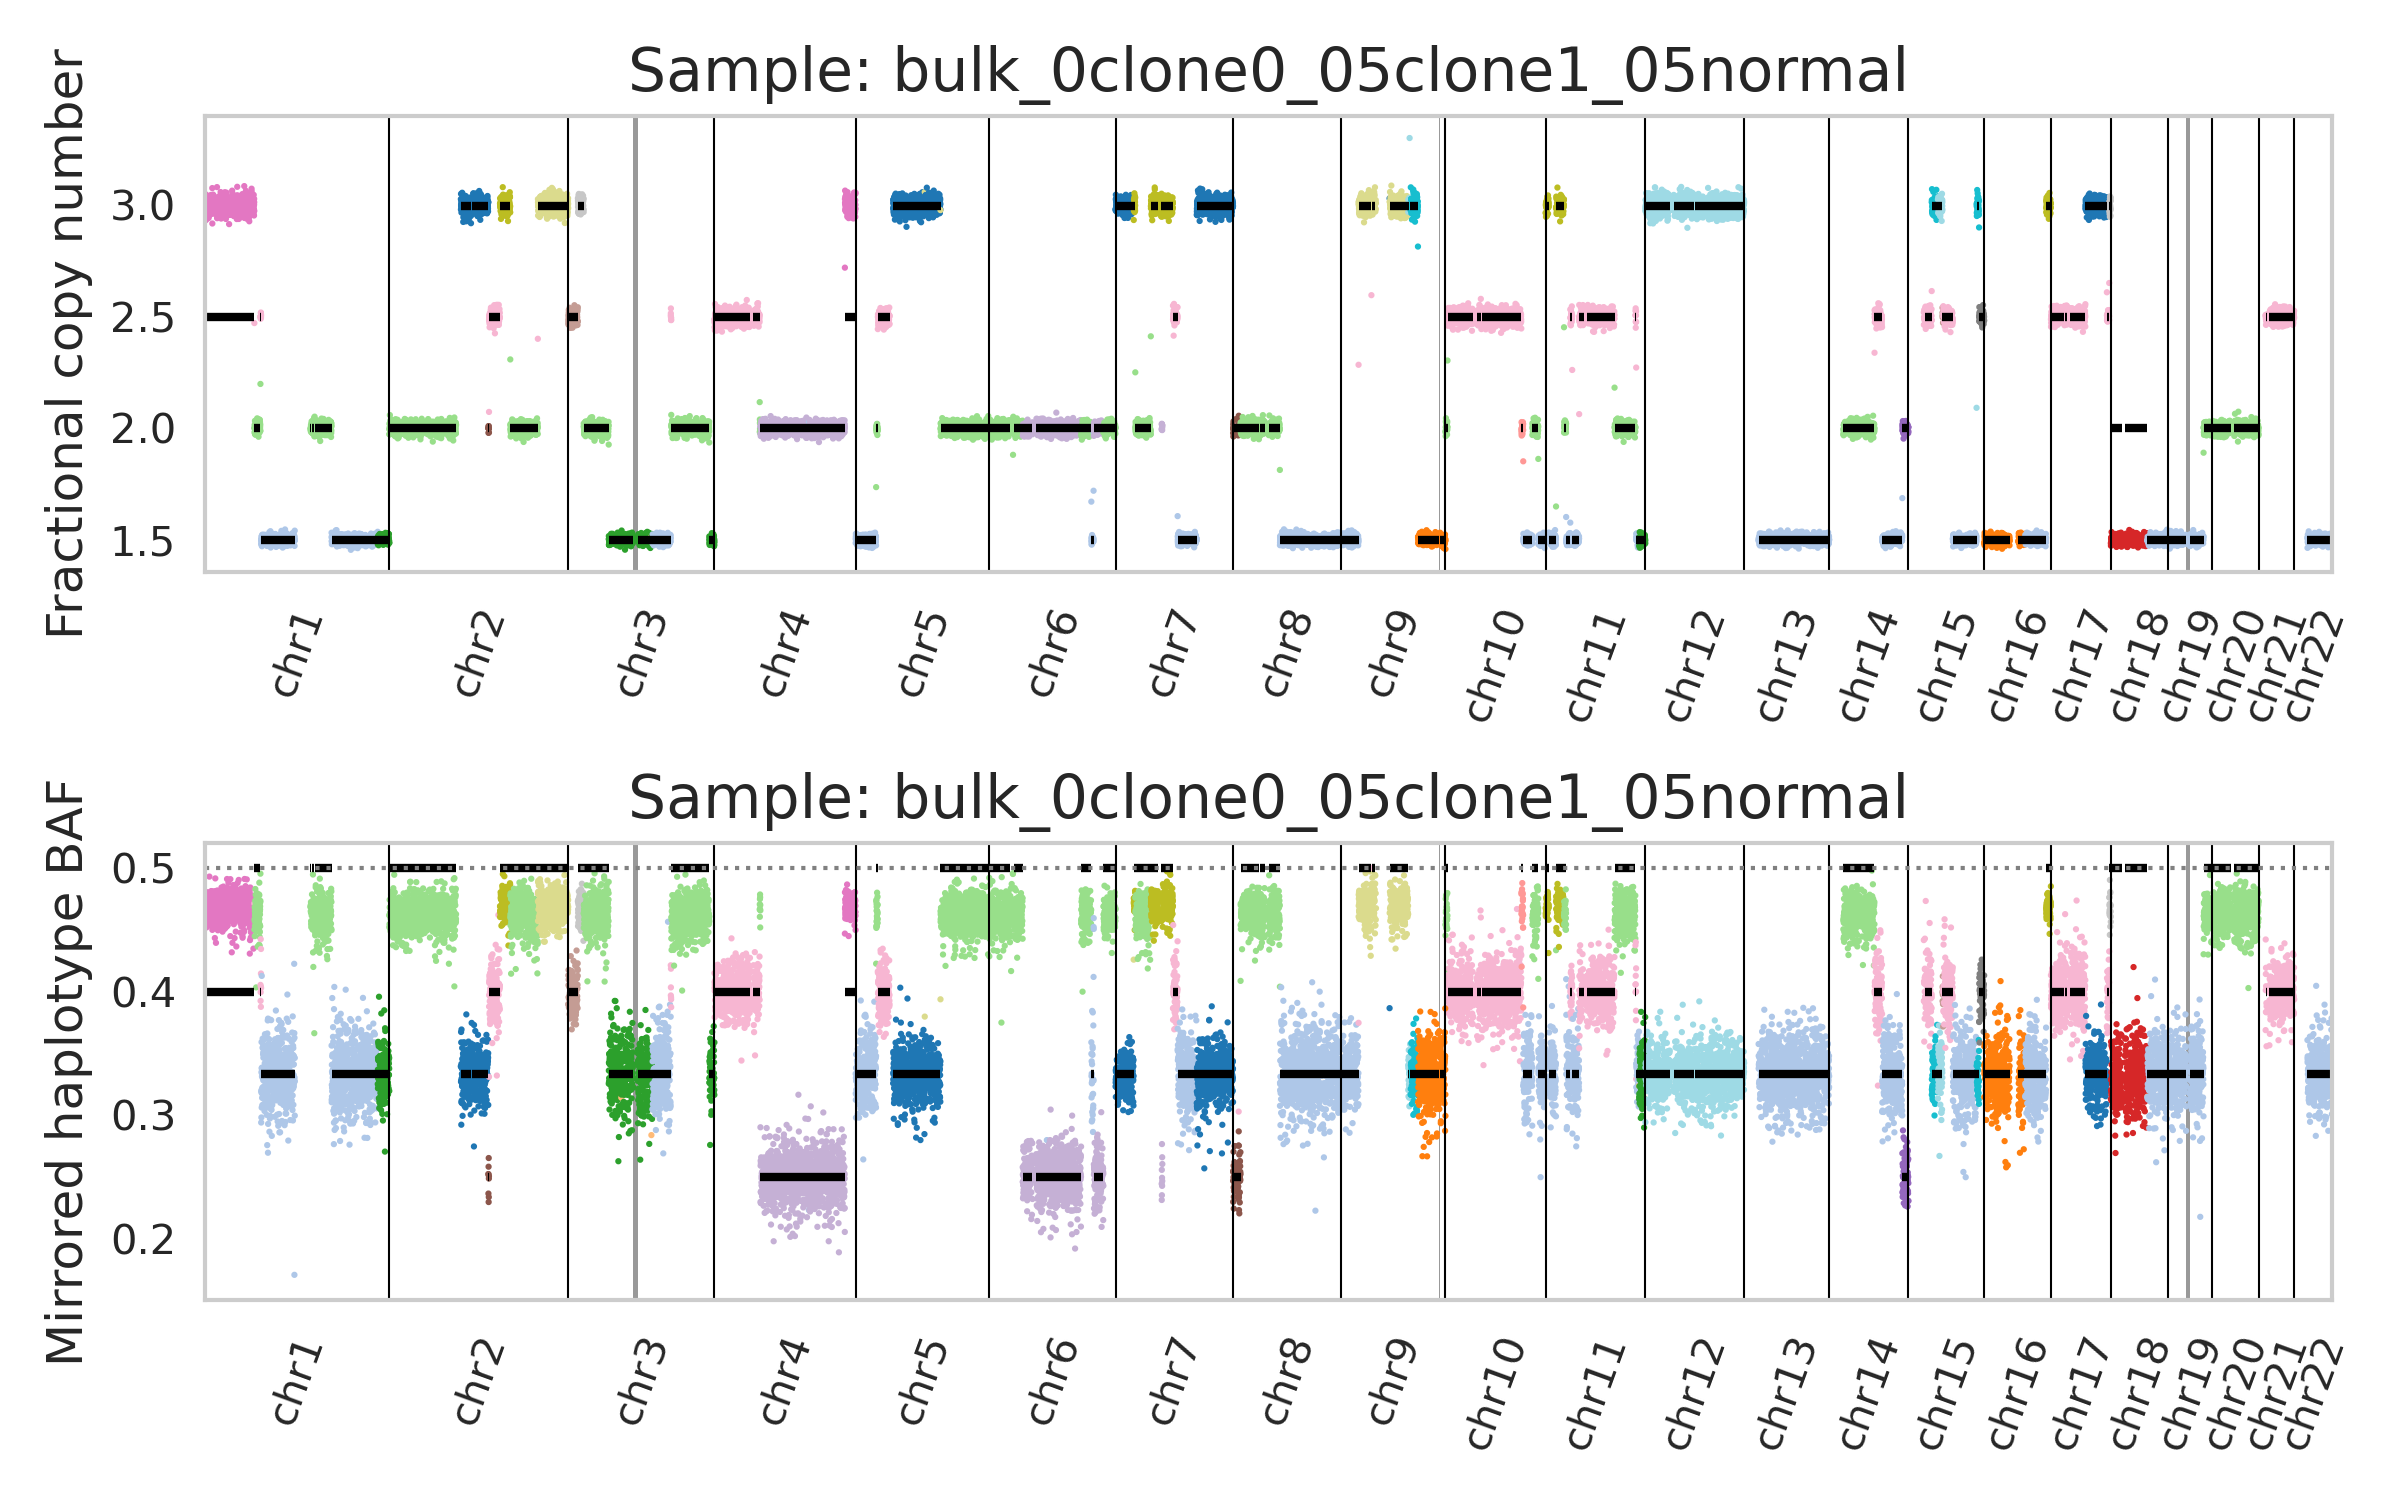 Sample: bulk_0clone0_05clone1_05normal
Fractional copy number
3.0
2.5
2.0
1.5
chr1 chr2 chr3 chr4 chr5 chr6 chr7 chr8 chr9 chr10 chr11 chr12 chr13 chr14 chr15 chr16 chr17 chr18 chr19 chr20 chr21 chr22
Sample: bulk_0clone0_05clone1_05normal
Mirrored haplotype BAF
0.5
0.4
0.3
0.2
chr1 chr2 chr3 chr4 chr5 chr6 chr7 chr8 chr9 chr10 chr11 chr12 chr13 chr14 chr15 chr16 chr17 chr18 chr19 chr20 chr21 chr22